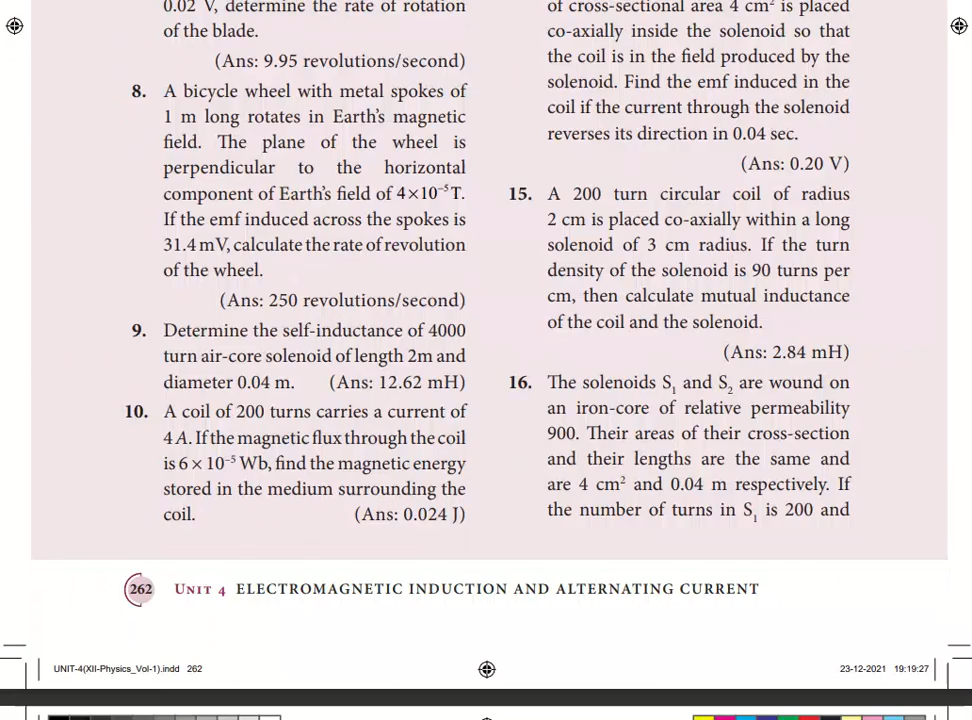 0.02 V, determine the rate of rotation
of the blade.
(Ans: 9.95 revolutions/second)
8. A bicycle wheel with metal spokes of
1 m long rotates in Earth's magnetic
field. The plane of the wheel is
perpendicular to the horizontal
component of Earth's field of 4×10⁻⁵T.
If the emf induced across the spokes is
31.4 mV, calculate the rate of revolution
of the wheel.
(Ans: 250 revolutions/second)
9. Determine the self-inductance of 4000
turn air-core solenoid of length 2m and
diameter 0.04 m. (Ans: 12.62 mH)
10. A coil of 200 turns carries a current of
4 A. If the magnetic flux through the coil
is 6 × 10⁻⁵ Wb, find the magnetic energy
stored in the medium surrounding the
coil. (Ans: 0.024 J)
of cross-sectional area 4 cm² is placed
co-axially inside the solenoid so that
the coil is in the field produced by the
solenoid. Find the emf induced in the
coil if the current through the solenoid
reverses its direction in 0.04 sec.
(Ans: 0.20 V)
15. A 200 turn circular coil of radius
2 cm is placed co-axially within a long
solenoid of 3 cm radius. If the turn
density of the solenoid is 90 turns per
cm, then calculate mutual inductance
of the coil and the solenoid.
(Ans: 2.84 mH)
16. The solenoids S₁ and S₂ are wound on
an iron-core of relative permeability
900. Their areas of their cross-section
and their lengths are the same and
are 4 cm² and 0.04 m respectively. If
the number of turns in S₁ is 200 and
262 UNIT 4 ELECTROMAGNETIC INDUCTION AND ALTERNATING CURRENT
UNIT-4(XII-Physics_Vol-1).indd 262 23-12-2021 19:19:27